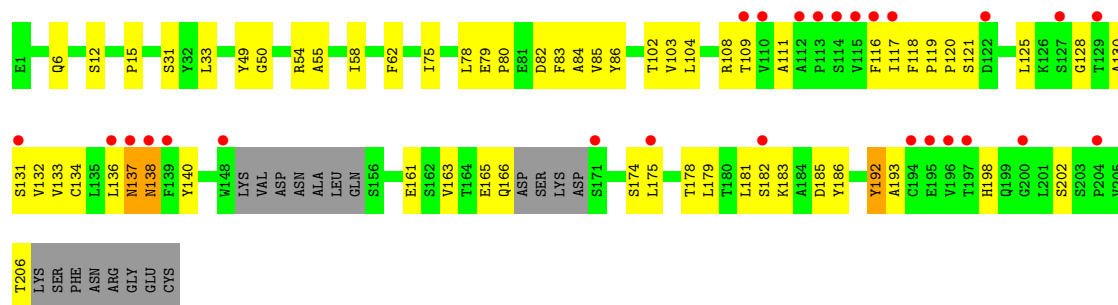 E1 Q6 S12 P15 S31 Y32 L33 Y49 G50 R54 A55 I58 F62 I75 L78 E79 P80 E81 D82 F83 A84 V85 Y86 T102 V103 L104 R108 T109 V110 A111 A112 P113 S114 V115 F116 I117 F118 P119 P120 S121 D122 L125 K126 S127 G128 T129 A130
S131 V132 V133 C134 L135 L136 N137 N138 F139 Y140 W148 LYS VAL ASP ASN ALA LEU GLN S156 E161 S162 V163 T164 E165 Q166 ASP SER LYS ASP S171 S174 L175 T178 L179 T180 L181 S182 K183 A184 D185 Y186 Y192 A193 C194 E195 V196 T197 H198 Q199 G200 L201 S202 S203 P204
T206 LYS SER PHE ASN ARG GLY GLU CYS